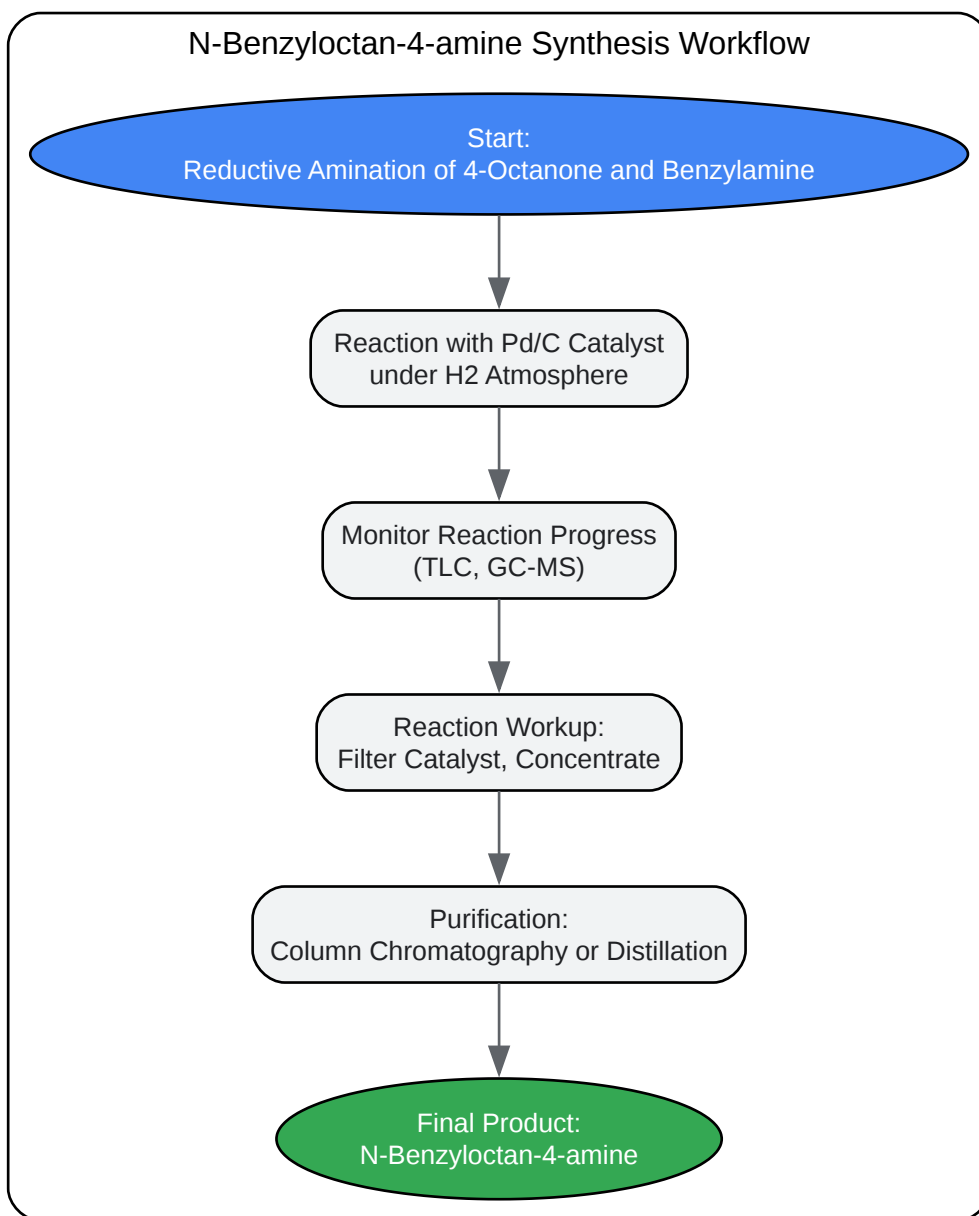 N-Benzyloctan-4-amine Synthesis Workflow
Start:
Reductive Amination of 4-Octanone and Benzylamine
Reaction with Pd/C Catalyst
under H2 Atmosphere
Monitor Reaction Progress
(TLC, GC-MS)
Reaction Workup:
Filter Catalyst, Concentrate
Purification:
Column Chromatography or Distillation
Final Product:
N-Benzyloctan-4-amine